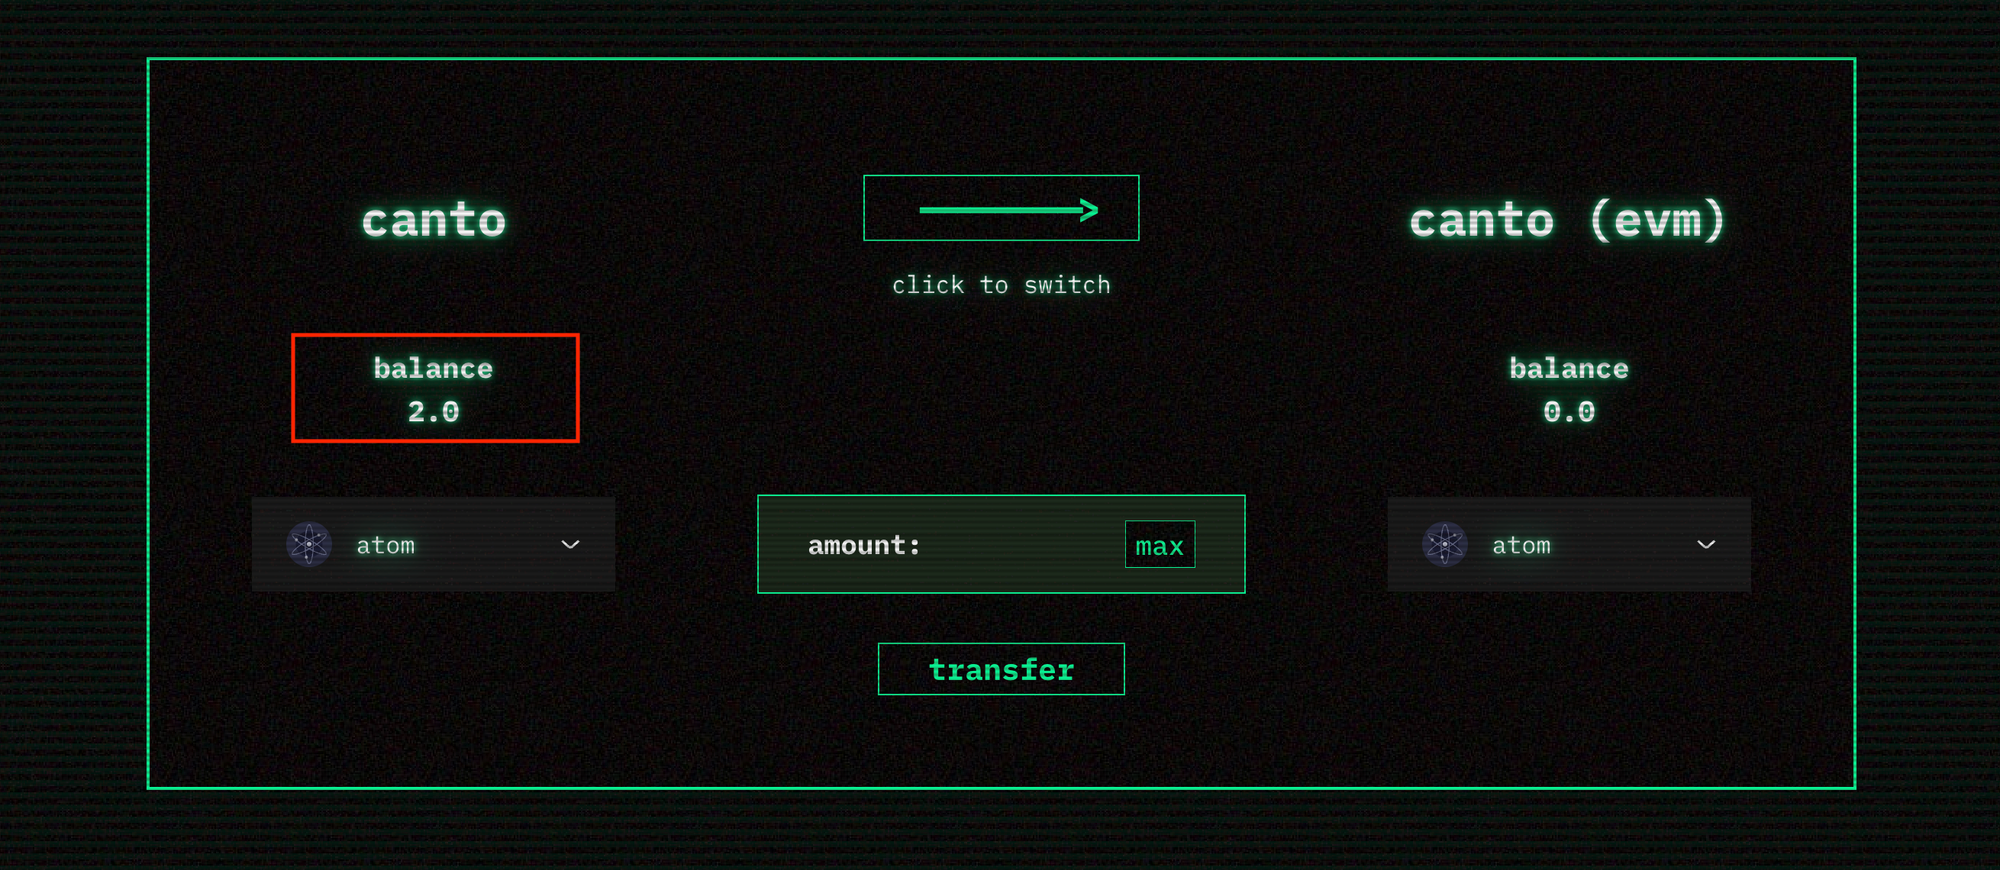 canto
click to switch
canto (evm)
balance
2.0
balance
0.0
atom
amount:
max
atom
transfer